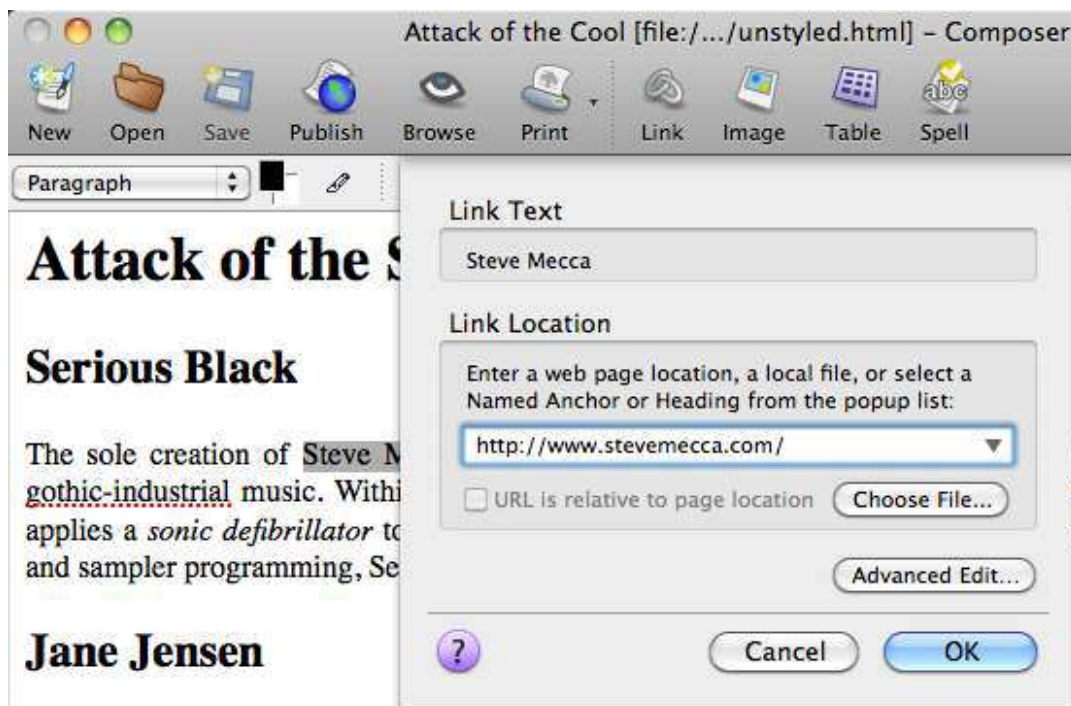 Attack of the Cool [file:/.../unstyled.html] – Composer
New Open Save Publish Browse Print Link Image Table Spell
Paragraph
Link Text
Steve Mecca
Link Location
Enter a web page location, a local file, or select a
Named Anchor or Heading from the popup list:
http://www.stevemecca.com/
URL is relative to page location Choose File...
Advanced Edit...
? Cancel OK
Attack of the
Serious Black
The sole creation of Steve
gothic-industrial music.
applies a sonic defibrillator
and sampler programming,
Jane Jensen